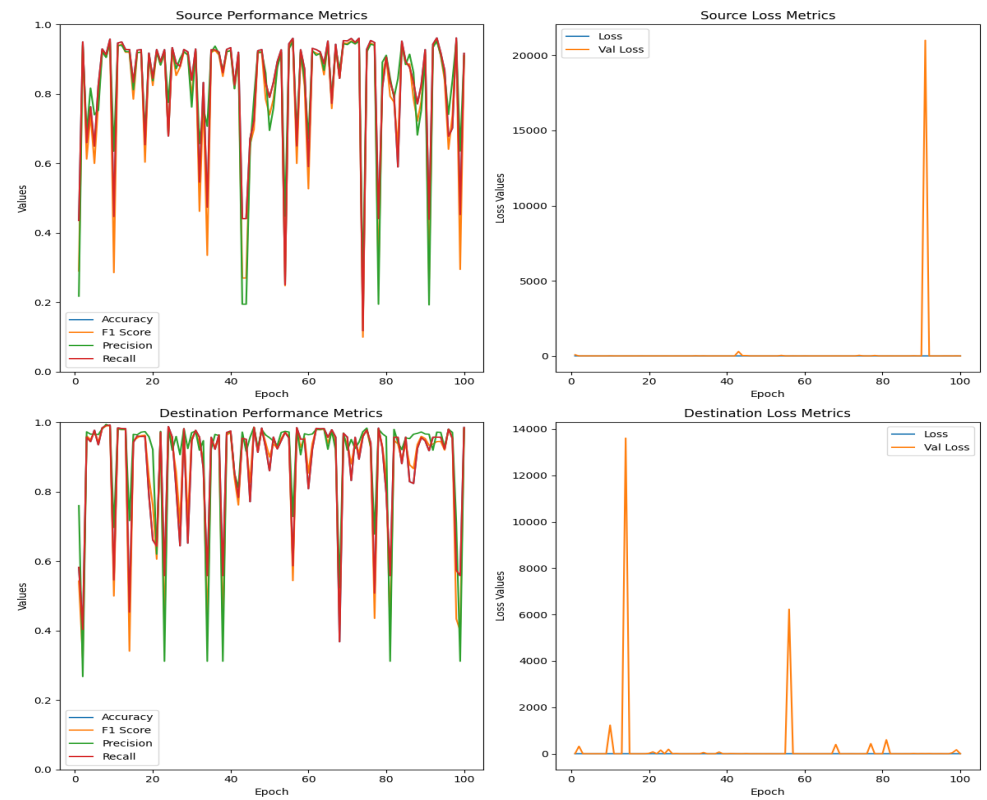 Source Performance Metrics
1.0
0.8
0.6
0.4
0.2
0.0
Values
Accuracy
F1 Score
Precision
Recall
0 20 40 60 80 100
Epoch
Source Loss Metrics
Loss
Val Loss
20000
15000
10000
5000
0
Loss Values
0 20 40 60 80 100
Epoch
Destination Performance Metrics
1.0
0.8
0.6
0.4
0.2
0.0
Values
Accuracy
F1 Score
Precision
Recall
0 20 40 60 80 100
Epoch
Destination Loss Metrics
Loss
Val Loss
14000
12000
10000
8000
6000
4000
2000
0
Loss Values
0 20 40 60 80 100
Epoch